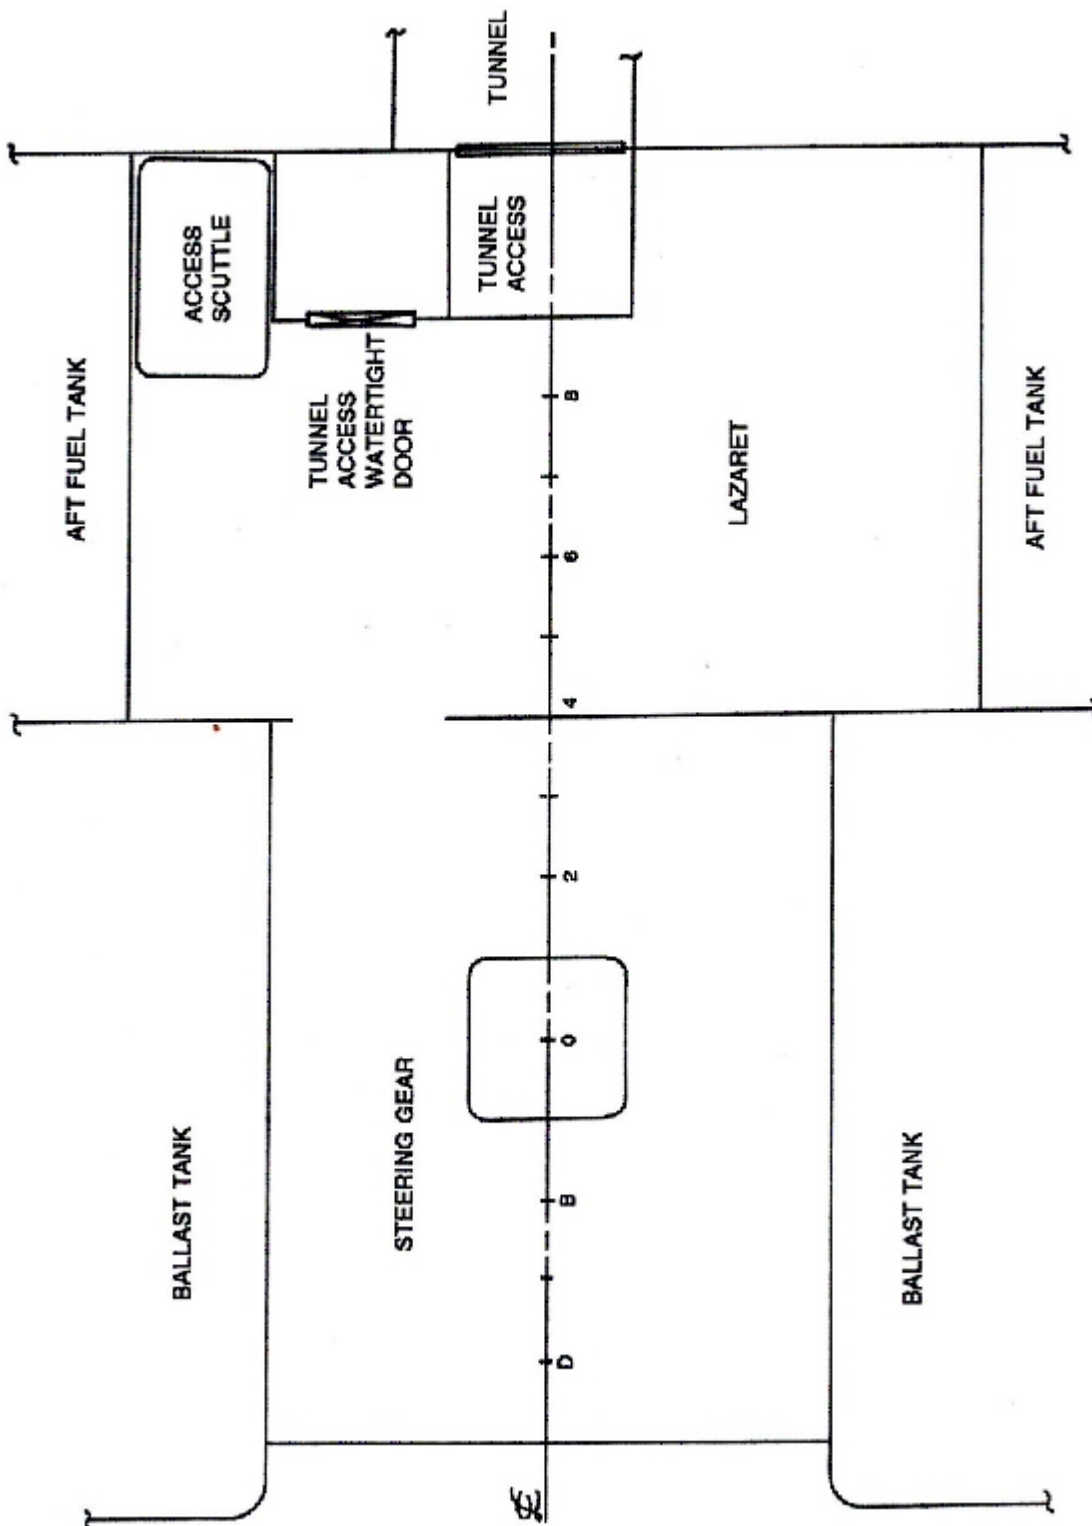 AFT FUEL TANK
ACCESS
SCUTTLE
TUNNEL
TUNNEL
ACCESS
TUNNEL
ACCESS
WATERTIGHT
DOOR
LAZARET
AFT FUEL TANK
8
6
4
2
0
B
D
BALLAST TANK
STEERING GEAR
BALLAST TANK